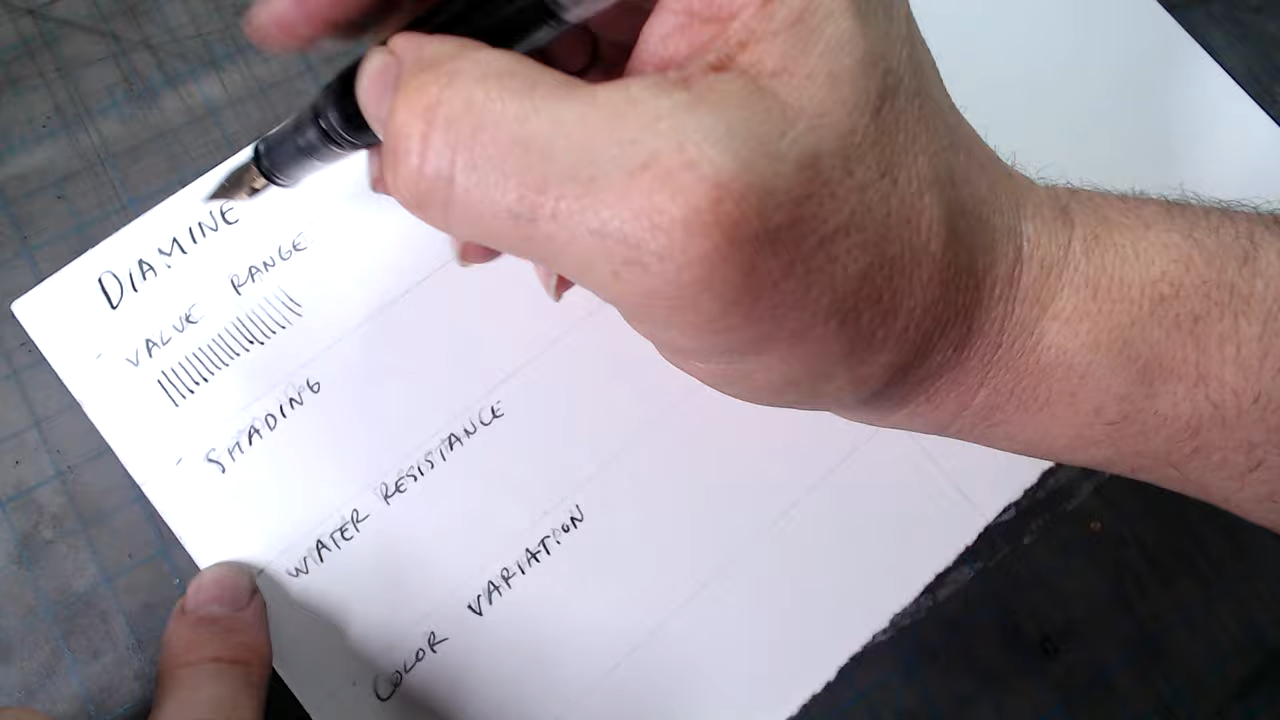 DIAMINE
- VALUE RANGE
- SHADING
- WATER RESISTANCE
- COLOR VARIATION